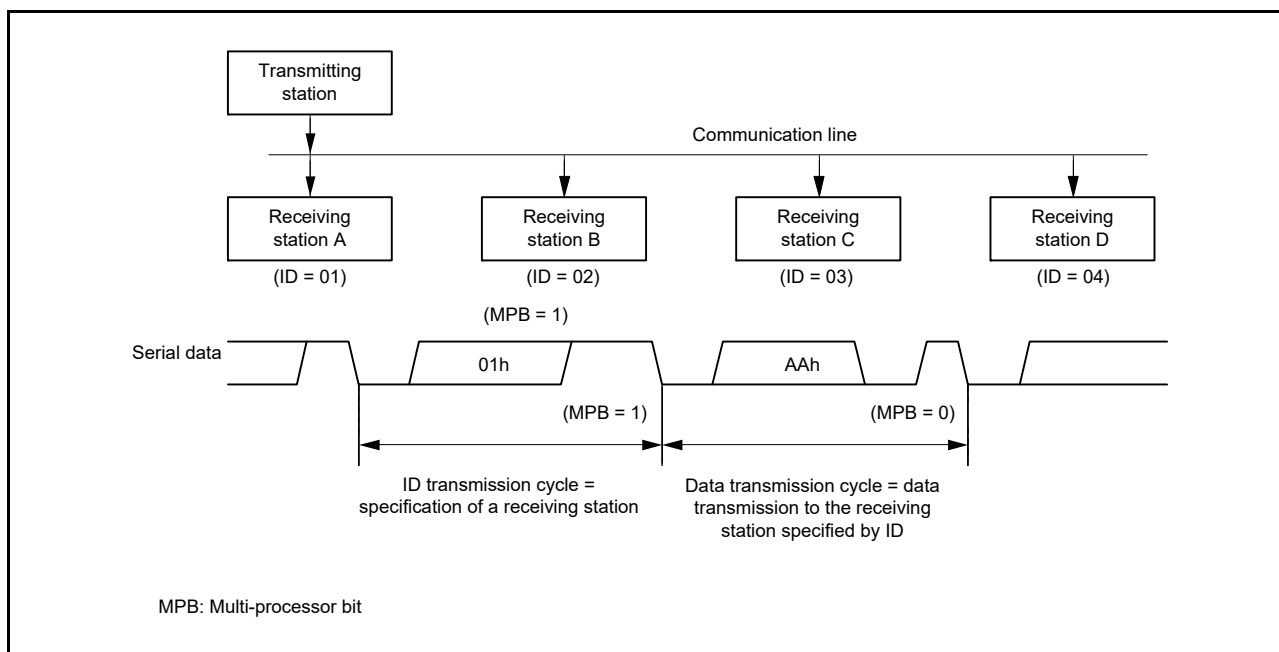 Transmitting
station
Communication line
Receiving
station A
Receiving
station B
Receiving
station C
Receiving
station D
(ID = 01)
(ID = 02)
(ID = 03)
(ID = 04)
(MPB = 1)
Serial data
01h
AAh
(MPB = 1)
(MPB = 0)
ID transmission cycle =
specification of a receiving station
Data transmission cycle = data
transmission to the receiving
station specified by ID
MPB: Multi-processor bit